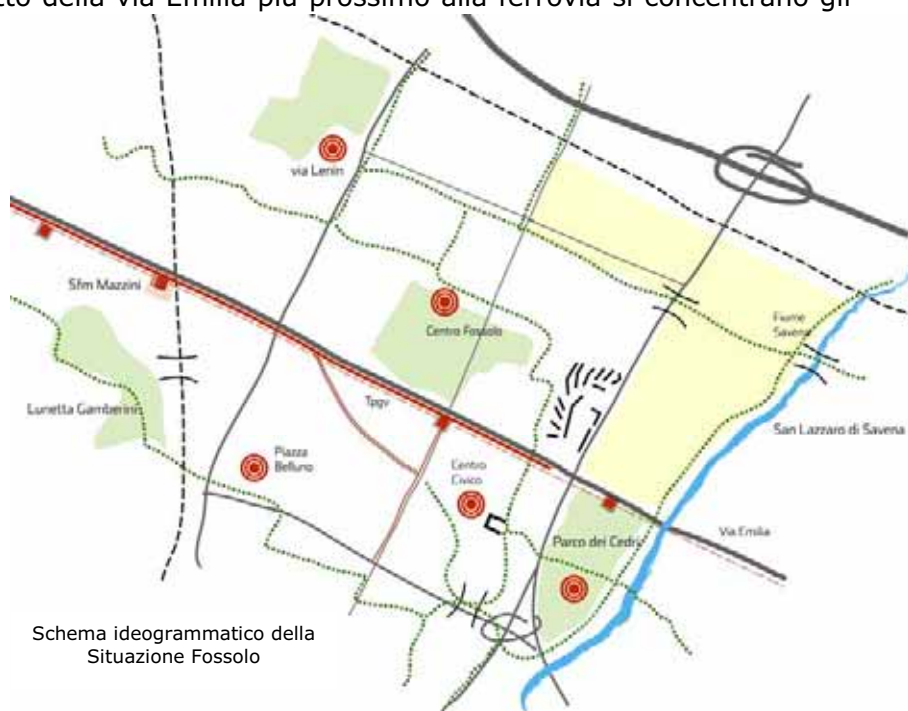 tto della via Emilia più prossimo alla ferrovia si concentrano gli
via Lenin
Sfm Mazzini
Centro Fossolo
Fiume
Savena
Lunetta Gamberini
Tpgv
San Lazzaro di Savena
Piazza
Belluno
Centro
Civico
Via Emilia
Parco dei Cedri
Schema ideogrammatico della
Situazione Fossolo